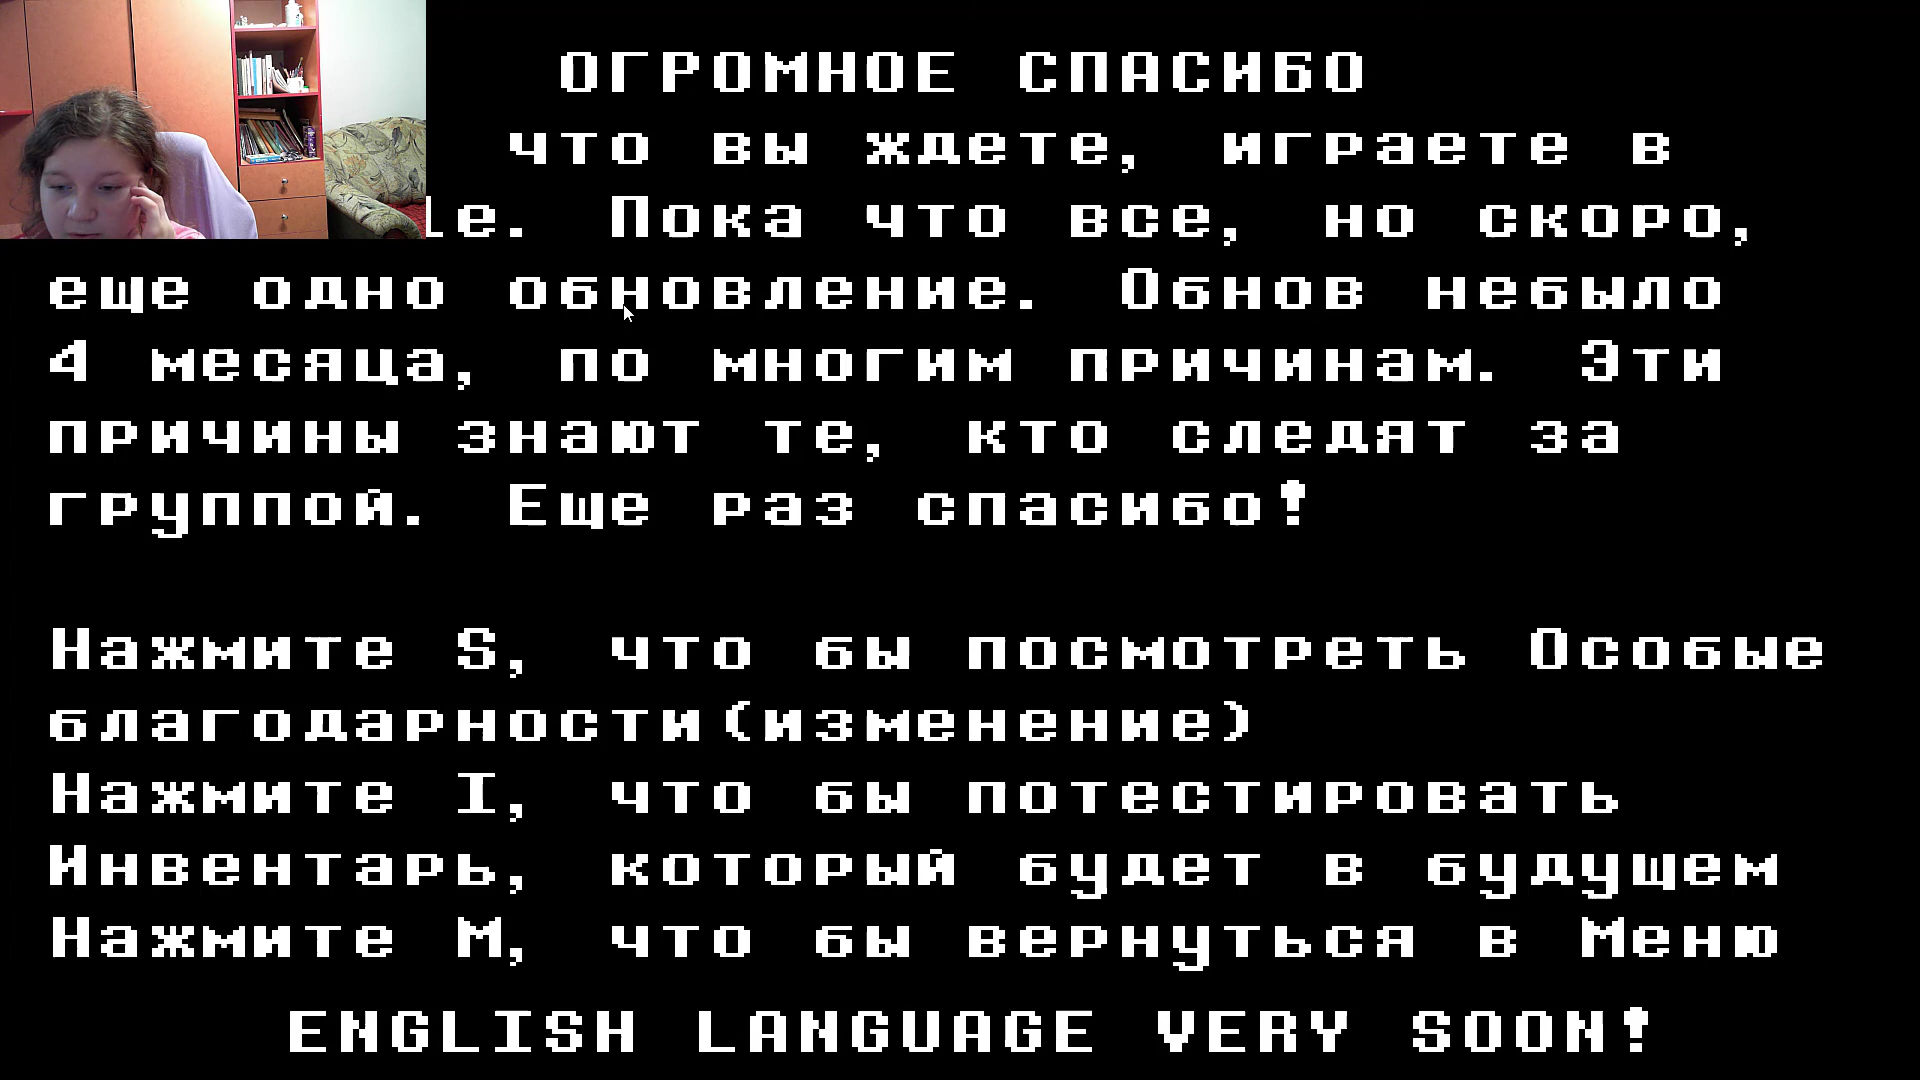 ОГРОМНОЕ СПАСИБО
что вы ждете, играете в
le. Пока что все, но скоро,
еще одно обновление. Обнов небыло
4 месяца, по многим причинам. Эти
причины знают те, кто следят за
группой. Еще раз спасибо!
Нажмите S, что бы посмотреть Особые
благодарности(изменение)
Нажмите I, что бы потестировать
Инвентарь, который будет в будущем
Нажмите M, что бы вернуться в Меню
ENGLISH LANGUAGE VERY SOON!